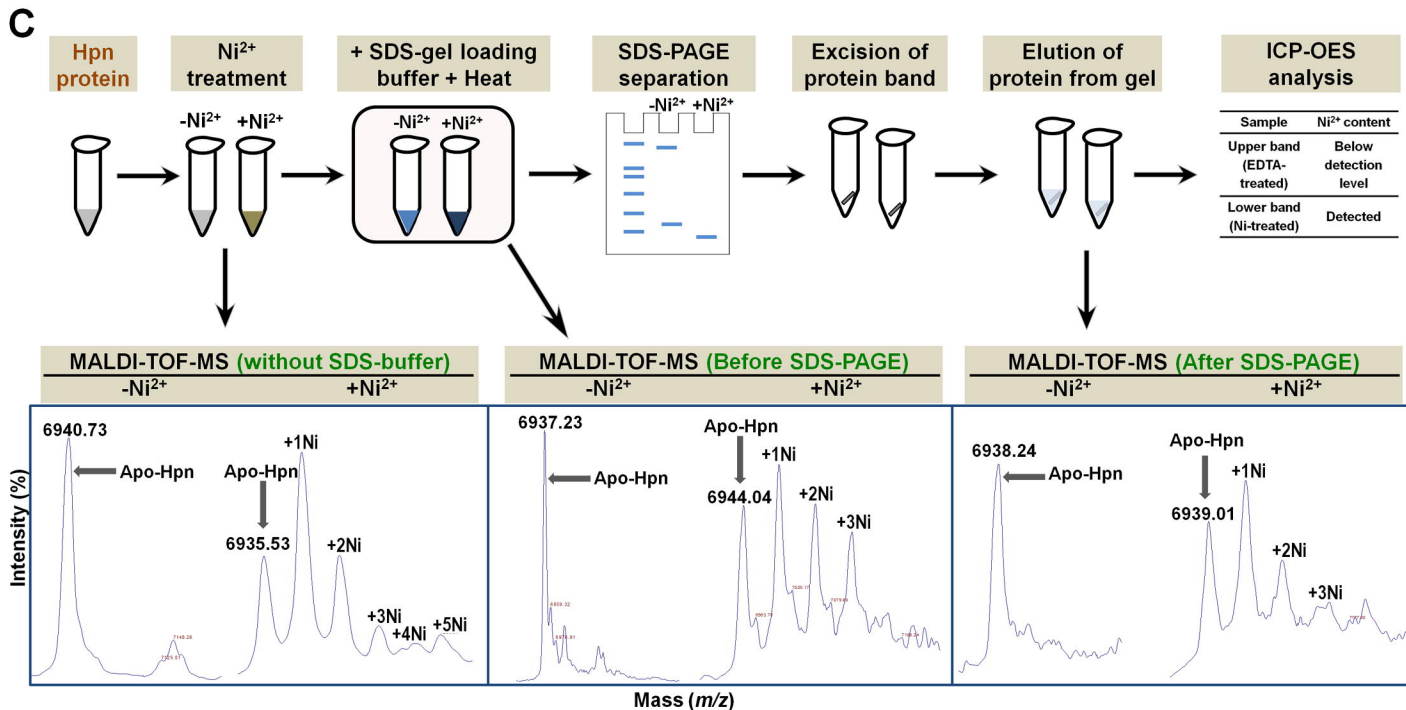 C
Hpn
protein
Ni²⁺
treatment
+ SDS-gel loading
buffer + Heat
SDS-PAGE
separation
Excision of
protein band
Elution of
protein from gel
ICP-OES
analysis
-Ni²⁺ +Ni²⁺
-Ni²⁺ +Ni²⁺
-Ni²⁺ +Ni²⁺
Sample Ni²⁺ content
Upper band
(EDTA-
treated)
Below
detection
level
Lower band
(Ni-treated)
Detected
MALDI-TOF-MS (without SDS-buffer)
-Ni²⁺ +Ni²⁺
MALDI-TOF-MS (Before SDS-PAGE)
-Ni²⁺ +Ni²⁺
MALDI-TOF-MS (After SDS-PAGE)
-Ni²⁺ +Ni²⁺
Intensity (%)
6940.73
Apo-Hpn
7148.26
Apo-Hpn
6935.53
+1Ni
+2Ni
+3Ni
+4Ni
+5Ni
6937.23
Apo-Hpn
6959.32
Apo-Hpn
6944.04
+1Ni
+2Ni
+3Ni
6938.24
Apo-Hpn
Apo-Hpn
6939.01
+1Ni
+2Ni
+3Ni
Mass (m/z)